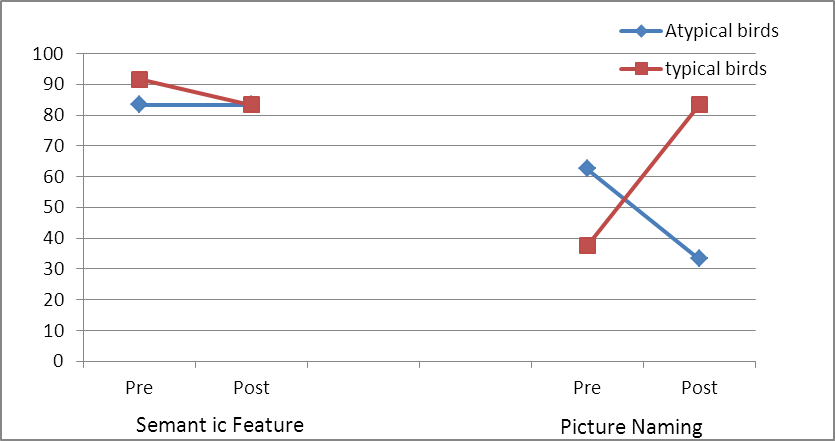 Atypical birds
typical birds
100
90
80
70
60
50
40
30
20
10
0
Pre Post Pre Post
Semant ic Feature Picture Naming